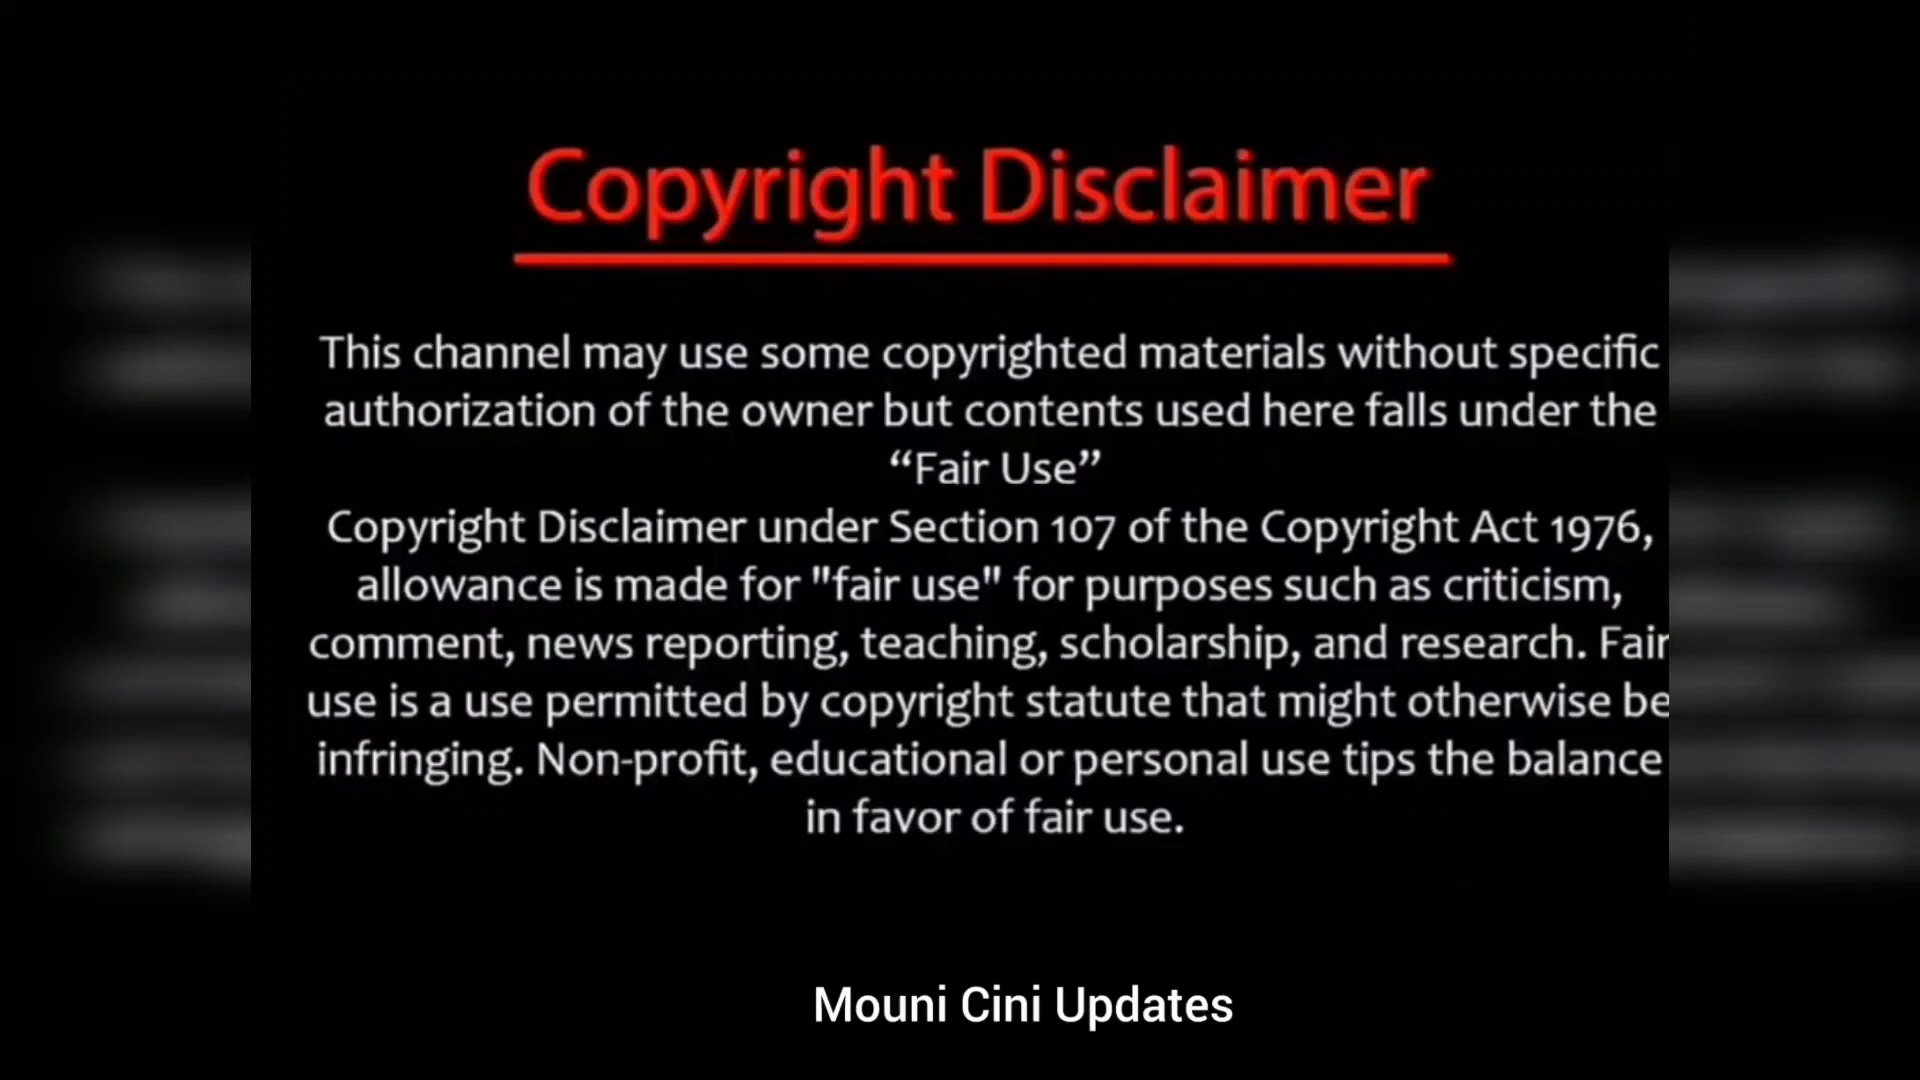 Copyright Disclaimer
This channel may use some copyrighted materials without specific
authorization of the owner but contents used here falls under the
“Fair Use”
Copyright Disclaimer under Section 107 of the Copyright Act 1976,
allowance is made for "fair use" for purposes such as criticism,
comment, news reporting, teaching, scholarship, and research. Fair
use is a use permitted by copyright statute that might otherwise be
infringing. Non-profit, educational or personal use tips the balance
in favor of fair use.
Mouni Cini Updates